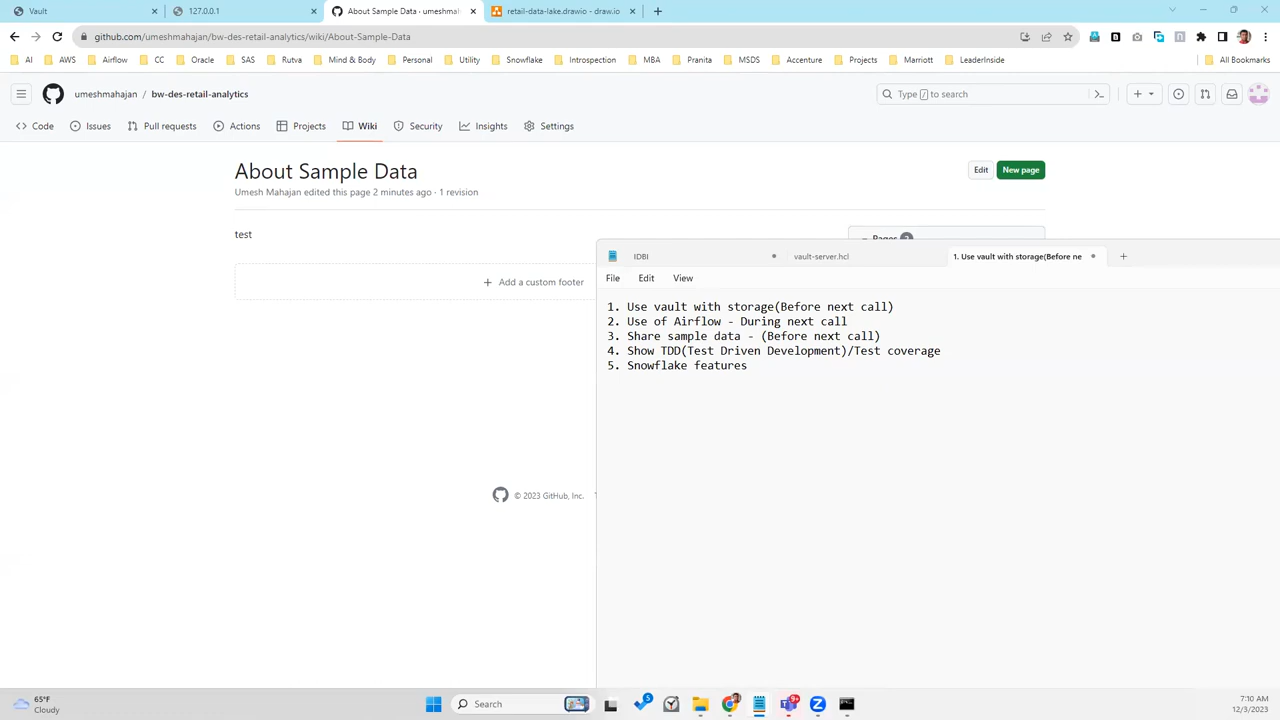 Vault
127.0.0.1
About Sample Data · umeshmah
retail-data-lake.drawio - draw.io
github.com/umeshmahajan/bw-des-retail-analytics/wiki/About-Sample-Data
AI AWS Airflow CC Oracle SAS Rutva Mind & Body Personal Utility Snowflake Introspection MBA Pranita MSDS Accenture Projects Marriott LeaderInside All Bookmarks
umeshmahajan / bw-des-retail-analytics
Type / to search
Code Issues Pull requests Actions Projects Wiki Security Insights Settings
About Sample Data
Edit New page
Umesh Mahajan edited this page 2 minutes ago · 1 revision
test
Pages
Add a custom footer
© 2023 GitHub, Inc.
IDBI
vault-server.hcl
1. Use vault with storage(Before ne
File Edit View
1. Use vault with storage(Before next call)
2. Use of Airflow - During next call
3. Share sample data - (Before next call)
4. Show TDD(Test Driven Development)/Test coverage
5. Snowflake features
65°F
Cloudy
Search
5
9+
7:10 AM
12/3/2023